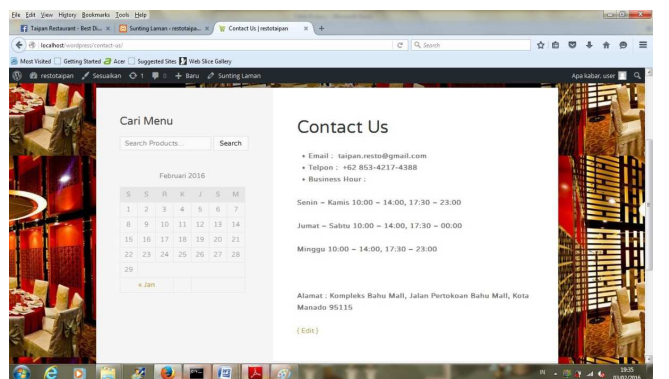 File Edit View History Bookmarks Tools Help
Taipan Restaurant - Best Di... × Sunting Laman ‹ restotaipa... × Contact Us | restotaipan × +
localhost/wordpress/contact-us/ Search
Most Visited Getting Started Acer Suggested Sites Web Slice Gallery
restotaipan Sesuaikan 1 0 + Baru Sunting Laman Apa kabar, user
Cari Menu
Search Products... Search
Februari 2016
S S R K J S M
1 2 3 4 5 6 7
8 9 10 11 12 13 14
15 16 17 18 19 20 21
22 23 24 25 26 27 28
29
« Jan
Contact Us
• Email : taipan.resto@gmail.com
• Telpon : +62 853-4217-4388
• Business Hour :
Senin – Kamis 10:00 – 14:00, 17:30 – 23:00
Jumat – Sabtu 10:00 – 14:00, 17:30 – 00:00
Minggu 10:00 – 14:00, 17:30 – 23:00
Alamat : Kompleks Bahu Mall, Jalan Pertokoan Bahu Mall, Kota
Manado 95115
{ Edit }
IN 19:35
03/02/2016